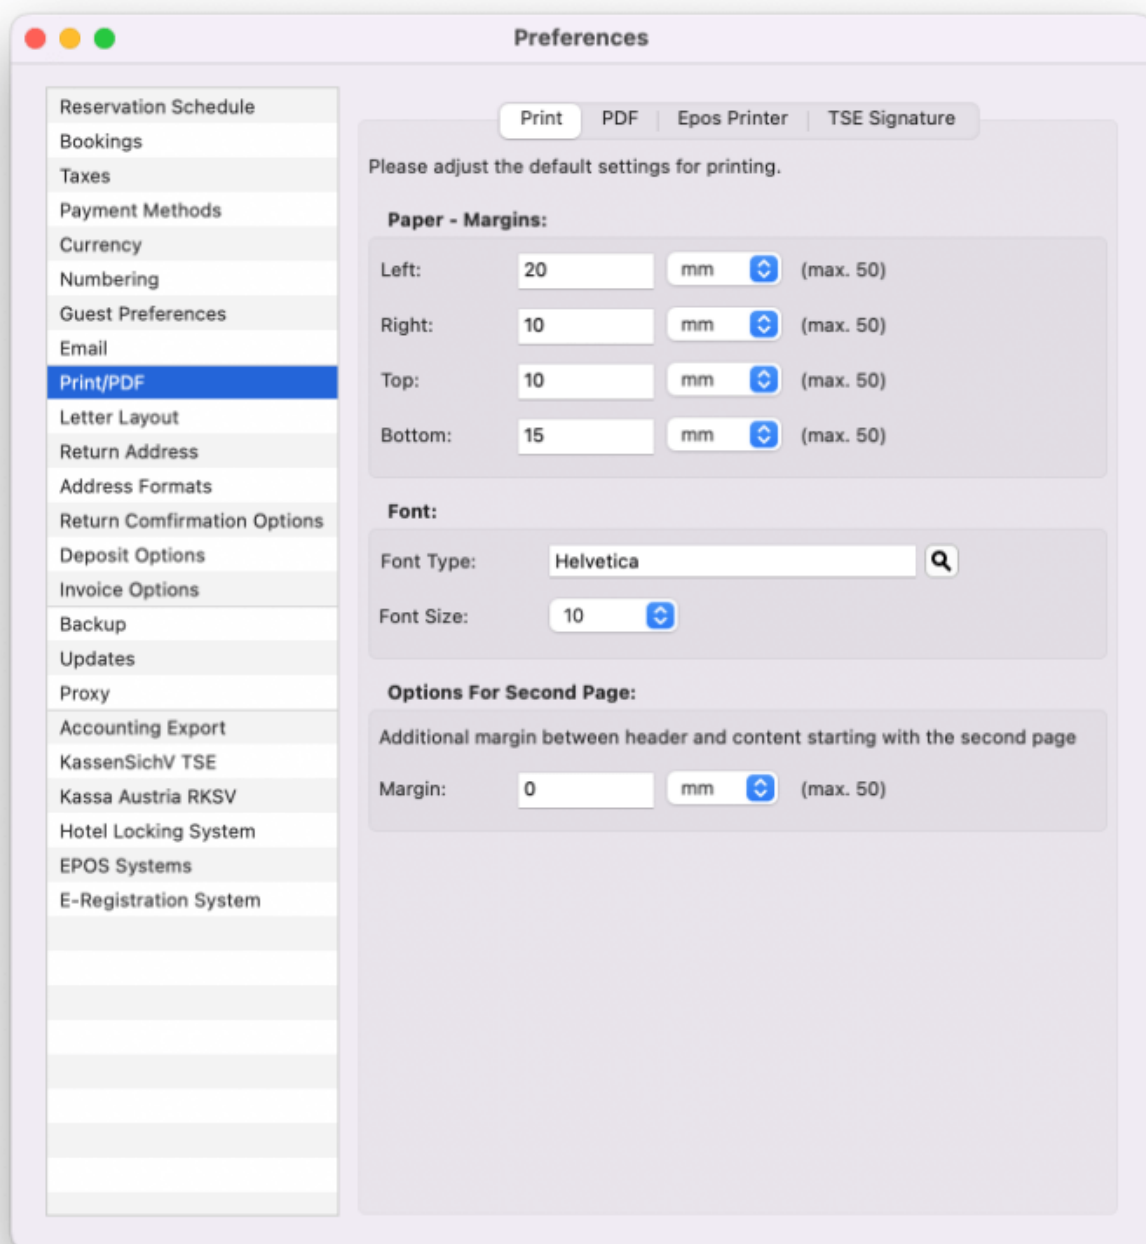 Preferences
Reservation Schedule
Bookings
Taxes
Payment Methods
Currency
Numbering
Guest Preferences
Email
Print/PDF
Letter Layout
Return Address
Address Formats
Return Comfirmation Options
Deposit Options
Invoice Options
Backup
Updates
Proxy
Accounting Export
KassenSichV TSE
Kassa Austria RKSV
Hotel Locking System
EPOS Systems
E-Registration System
Print PDF Epos Printer TSE Signature
Please adjust the default settings for printing.
Paper - Margins:
Left: 20 mm (max. 50)
Right: 10 mm (max. 50)
Top: 10 mm (max. 50)
Bottom: 15 mm (max. 50)
Font:
Font Type: Helvetica
Font Size: 10
Options For Second Page:
Additional margin between header and content starting with the second page
Margin: 0 mm (max. 50)